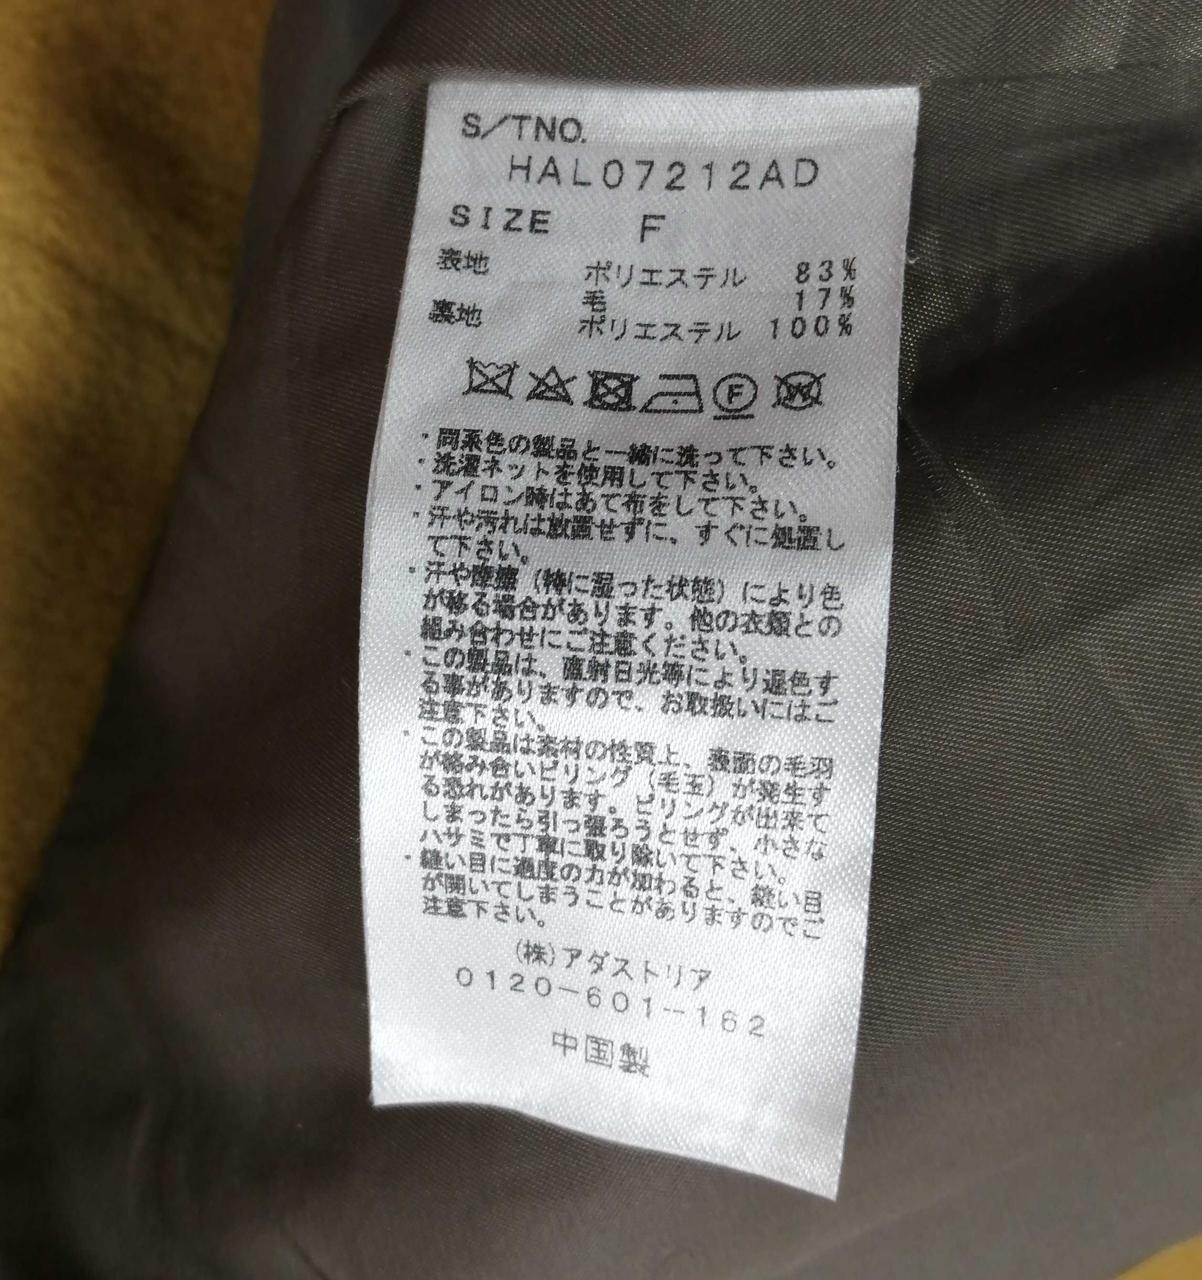 S/TNO.
HAL07212AD
SIZE F
表地 ポリエステル 83%
毛 17%
裏地 ポリエステル 100%
F W
・同系色の製品と一緒に洗って下さい。
・洗濯ネットを使用して下さい。
・アイロン時はあて布をして下さい。
・汗や汚れは放置せずに、すぐに処置し
て下さい。
・汗や摩擦(特に湿った状態)により色
が移る場合があります。他の衣類との
組み合わせにご注意ください。
・この製品は、直射日光等により退色す
る事がありますので、お取扱いにはご
注意下さい。
・この製品は素材の性質上、表面の毛羽
が絡み合いピリング(毛玉)が発生す
る恐れがあります。ピリングが出来て
しまったら引っ張ろうとせず、小さな
ハサミで丁寧に取り除いて下さい。
・縫い目に過度の力が加わると、縫い目
が開いてしまうことがありますのでご
注意下さい。
(株)アダストリア
0120-601-162
中国製